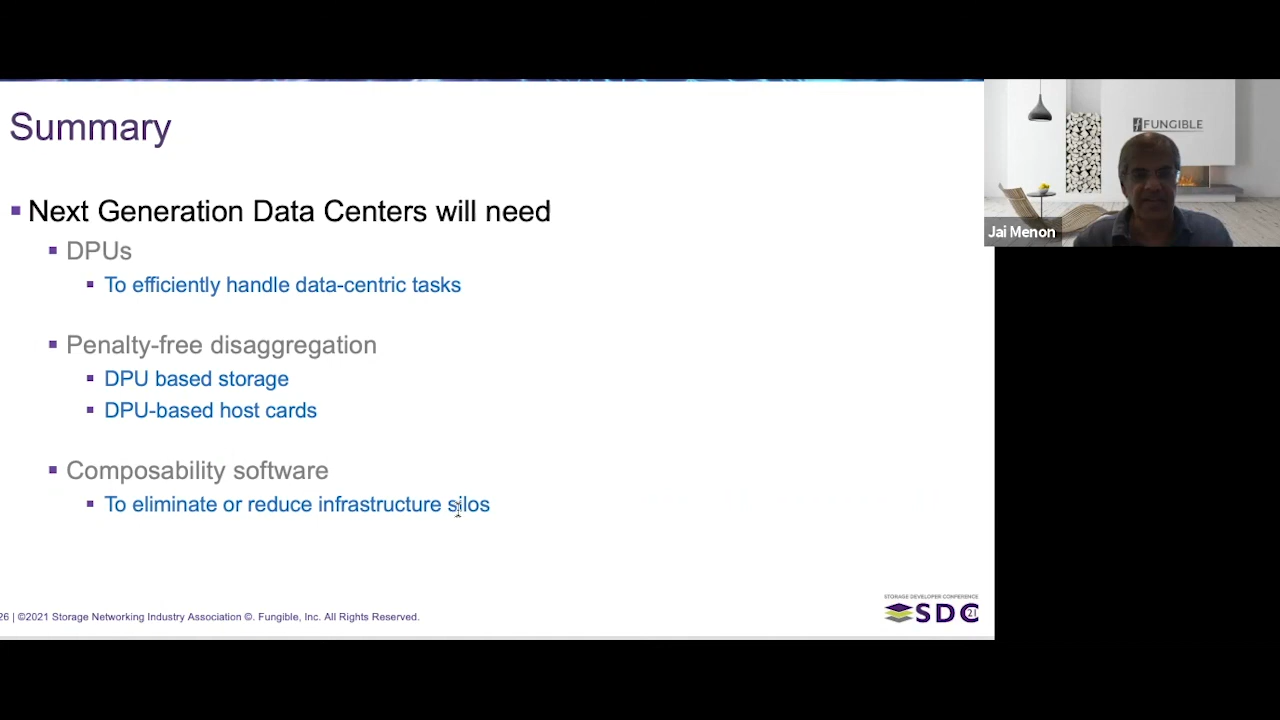 Summary
Next Generation Data Centers will need
DPUs
To efficiently handle data-centric tasks
Penalty-free disaggregation
DPU based storage
DPU-based host cards
Composability software
To eliminate or reduce infrastructure silos
26 | ©2021 Storage Networking Industry Association ©. Fungible, Inc. All Rights Reserved.
STORAGE DEVELOPER CONFERENCE
SDC 21
FUNGIBLE
Jai Menon